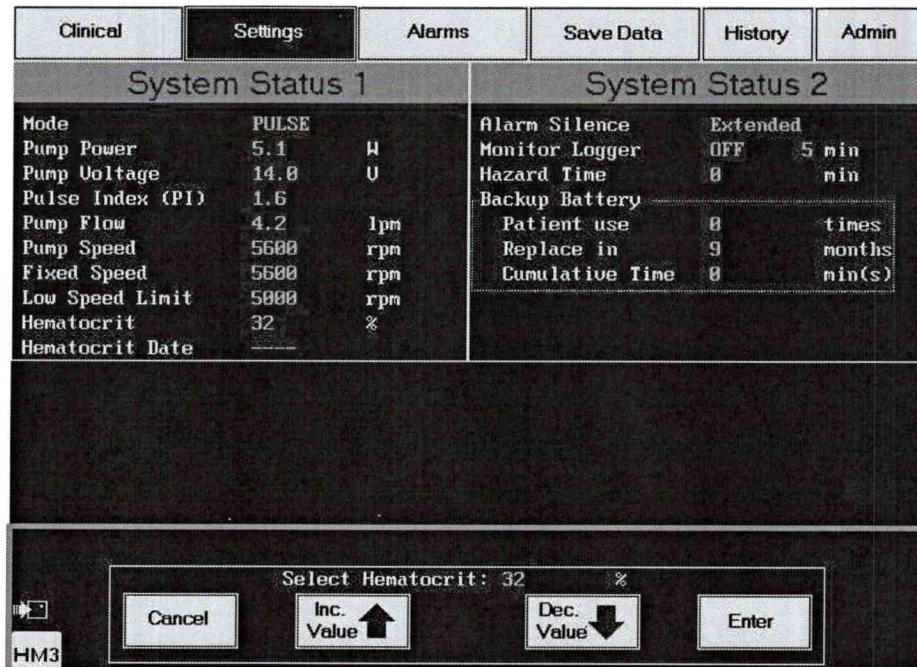 Clinical Settings Alarms Save Data History Admin
System Status 1
Mode PULSE
Pump Power 5.1 W
Pump Voltage 14.0 V
Pulse Index (PI) 1.6
Pump Flow 4.2 lpm
Pump Speed 5600 rpm
Fixed Speed 5600 rpm
Low Speed Limit 5000 rpm
Hematocrit 32 %
Hematocrit Date ----
System Status 2
Alarm Silence Extended
Monitor Logger OFF 5 min
Hazard Time 0 min
Backup Battery
Patient use 0 times
Replace in 9 months
Cumulative Time 0 min(s)
Select Hematocrit: 32 %
Cancel
Inc.
Value
Dec.
Value
Enter
HM3